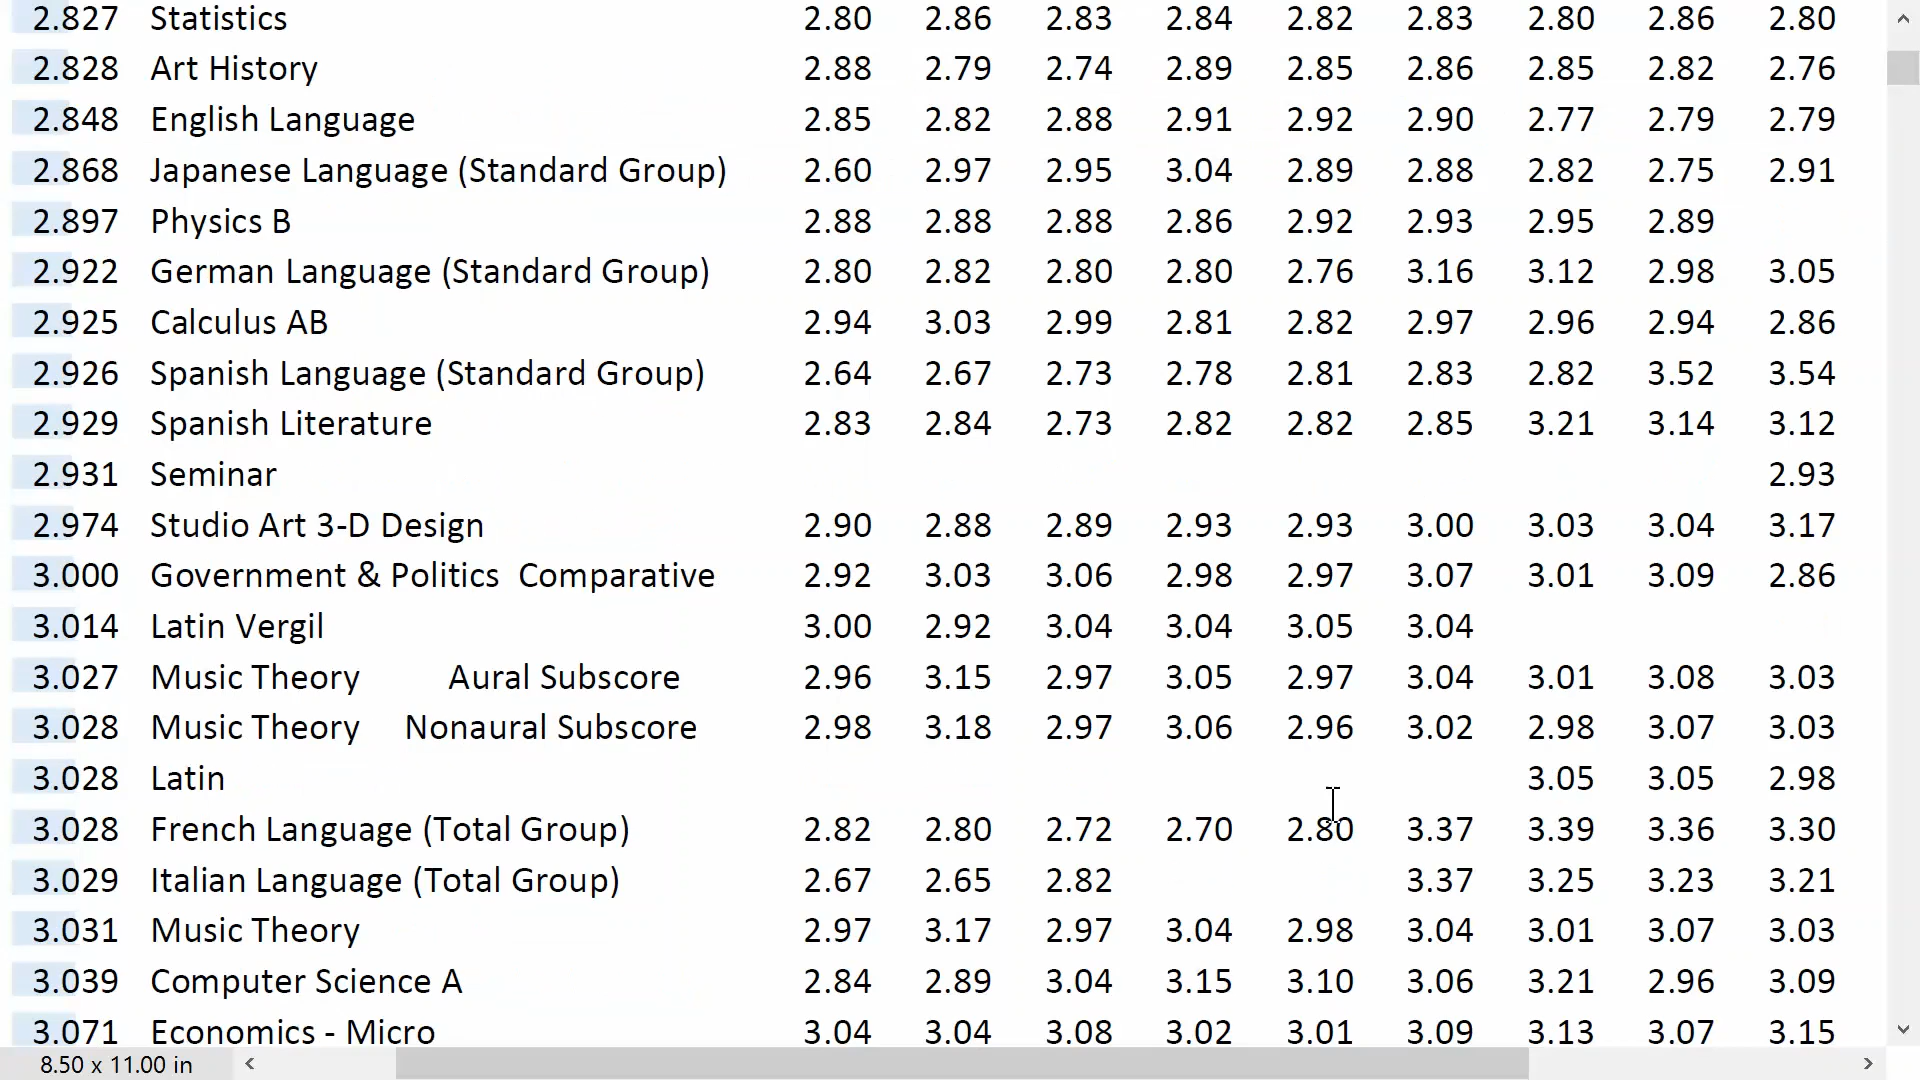 2.827 Statistics 2.80 2.86 2.83 2.84 2.82 2.83 2.80 2.86 2.80
2.828 Art History 2.88 2.79 2.74 2.89 2.85 2.86 2.85 2.82 2.76
2.848 English Language 2.85 2.82 2.88 2.91 2.92 2.90 2.77 2.79 2.79
2.868 Japanese Language (Standard Group) 2.60 2.97 2.95 3.04 2.89 2.88 2.82 2.75 2.91
2.897 Physics B 2.88 2.88 2.88 2.86 2.92 2.93 2.95 2.89
2.922 German Language (Standard Group) 2.80 2.82 2.80 2.80 2.76 3.16 3.12 2.98 3.05
2.925 Calculus AB 2.94 3.03 2.99 2.81 2.82 2.97 2.96 2.94 2.86
2.926 Spanish Language (Standard Group) 2.64 2.67 2.73 2.78 2.81 2.83 2.82 3.52 3.54
2.929 Spanish Literature 2.83 2.84 2.73 2.82 2.82 2.85 3.21 3.14 3.12
2.931 Seminar 2.93
2.974 Studio Art 3-D Design 2.90 2.88 2.89 2.93 2.93 3.00 3.03 3.04 3.17
3.000 Government & Politics Comparative 2.92 3.03 3.06 2.98 2.97 3.07 3.01 3.09 2.86
3.014 Latin Vergil 3.00 2.92 3.04 3.04 3.05 3.04
3.027 Music Theory Aural Subscore 2.96 3.15 2.97 3.05 2.97 3.04 3.01 3.08 3.03
3.028 Music Theory Nonaural Subscore 2.98 3.18 2.97 3.06 2.96 3.02 2.98 3.07 3.03
3.028 Latin 3.05 3.05 2.98
3.028 French Language (Total Group) 2.82 2.80 2.72 2.70 2.80 3.37 3.39 3.36 3.30
3.029 Italian Language (Total Group) 2.67 2.65 2.82 3.37 3.25 3.23 3.21
3.031 Music Theory 2.97 3.17 2.97 3.04 2.98 3.04 3.01 3.07 3.03
3.039 Computer Science A 2.84 2.89 3.04 3.15 3.10 3.06 3.21 2.96 3.09
3.071 Economics - Micro 3.04 3.04 3.08 3.02 3.01 3.09 3.13 3.07 3.15
8.50 x 11.00 in